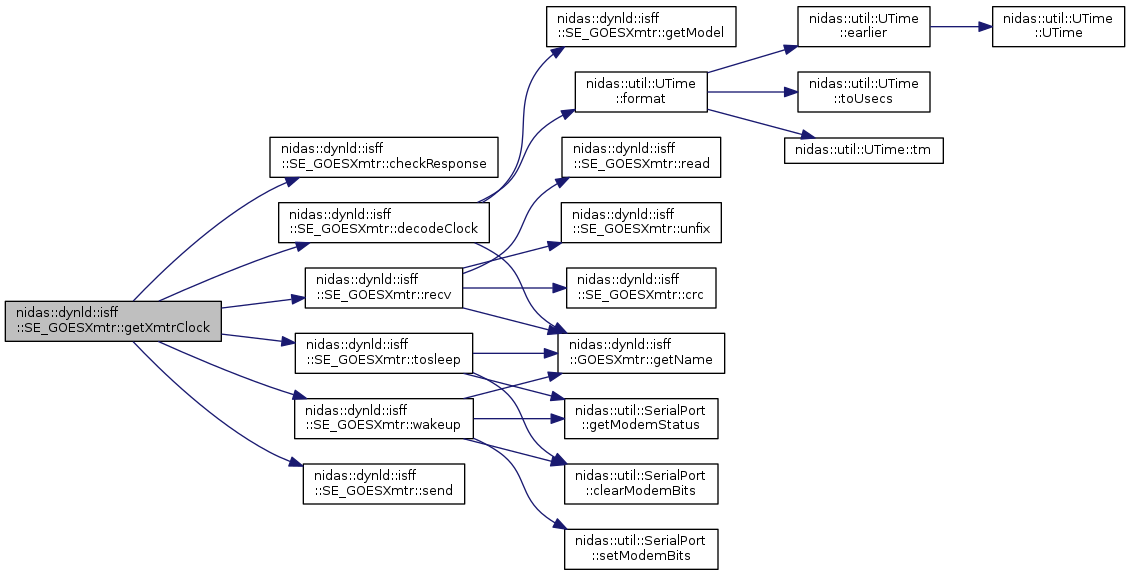 nidas::dynld::isff
::SE_GOESXmtr::getXmtrClock
nidas::dynld::isff
::SE_GOESXmtr::checkResponse
nidas::dynld::isff
::SE_GOESXmtr::decodeClock
nidas::dynld::isff
::SE_GOESXmtr::recv
nidas::dynld::isff
::SE_GOESXmtr::tosleep
nidas::dynld::isff
::SE_GOESXmtr::wakeup
nidas::dynld::isff
::SE_GOESXmtr::send
nidas::dynld::isff
::SE_GOESXmtr::getModel
nidas::util::UTime
::format
nidas::dynld::isff
::SE_GOESXmtr::read
nidas::dynld::isff
::SE_GOESXmtr::unfix
nidas::dynld::isff
::SE_GOESXmtr::crc
nidas::dynld::isff
::GOESXmtr::getName
nidas::util::SerialPort
::getModemStatus
nidas::util::SerialPort
::clearModemBits
nidas::util::SerialPort
::setModemBits
nidas::util::UTime
::earlier
nidas::util::UTime
::toUsecs
nidas::util::UTime::tm
nidas::util::UTime
::UTime